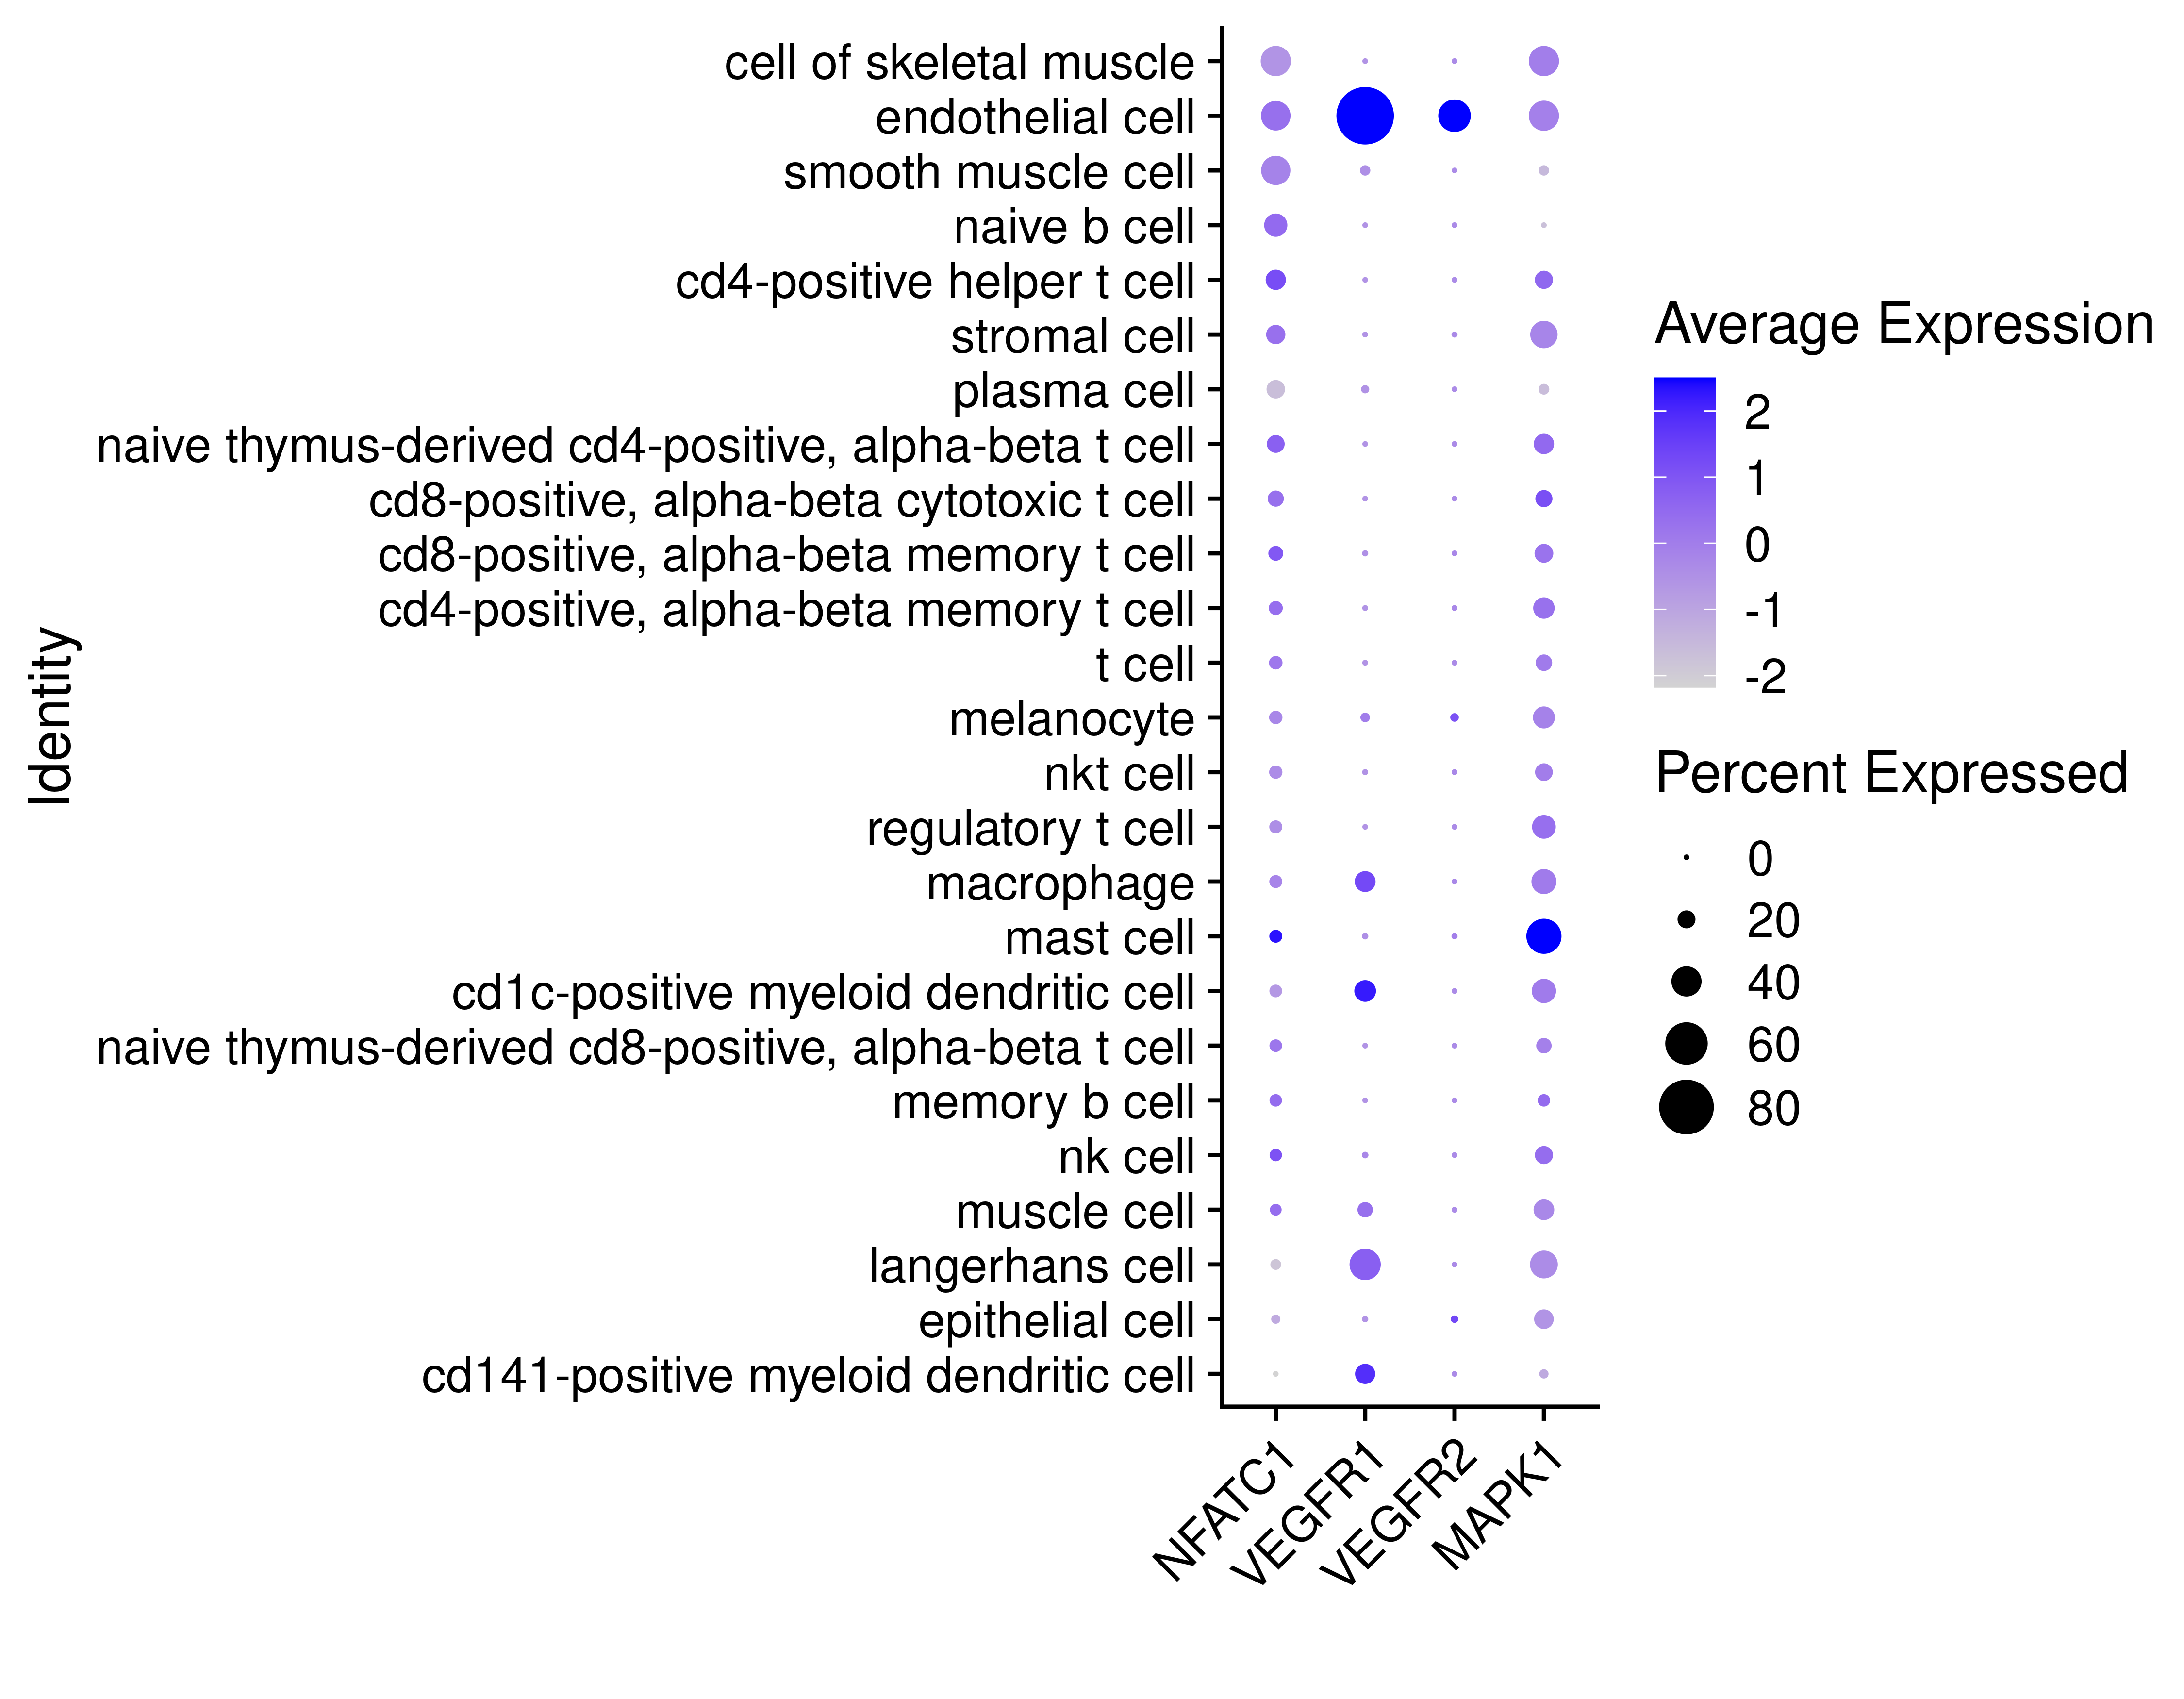 Identity
cell of skeletal muscle
endothelial cell
smooth muscle cell
naive b cell
cd4-positive helper t cell
stromal cell
plasma cell
naive thymus-derived cd4-positive, alpha-beta t cell
cd8-positive, alpha-beta cytotoxic t cell
cd8-positive, alpha-beta memory t cell
cd4-positive, alpha-beta memory t cell
t cell
melanocyte
nkt cell
regulatory t cell
macrophage
mast cell
cd1c-positive myeloid dendritic cell
naive thymus-derived cd8-positive, alpha-beta t cell
memory b cell
nk cell
muscle cell
langerhans cell
epithelial cell
cd141-positive myeloid dendritic cell
NFATC1
VEGFR1
VEGFR2
MAPK1
Average Expression
2
1
0
-1
-2
Percent Expressed
0
20
40
60
80